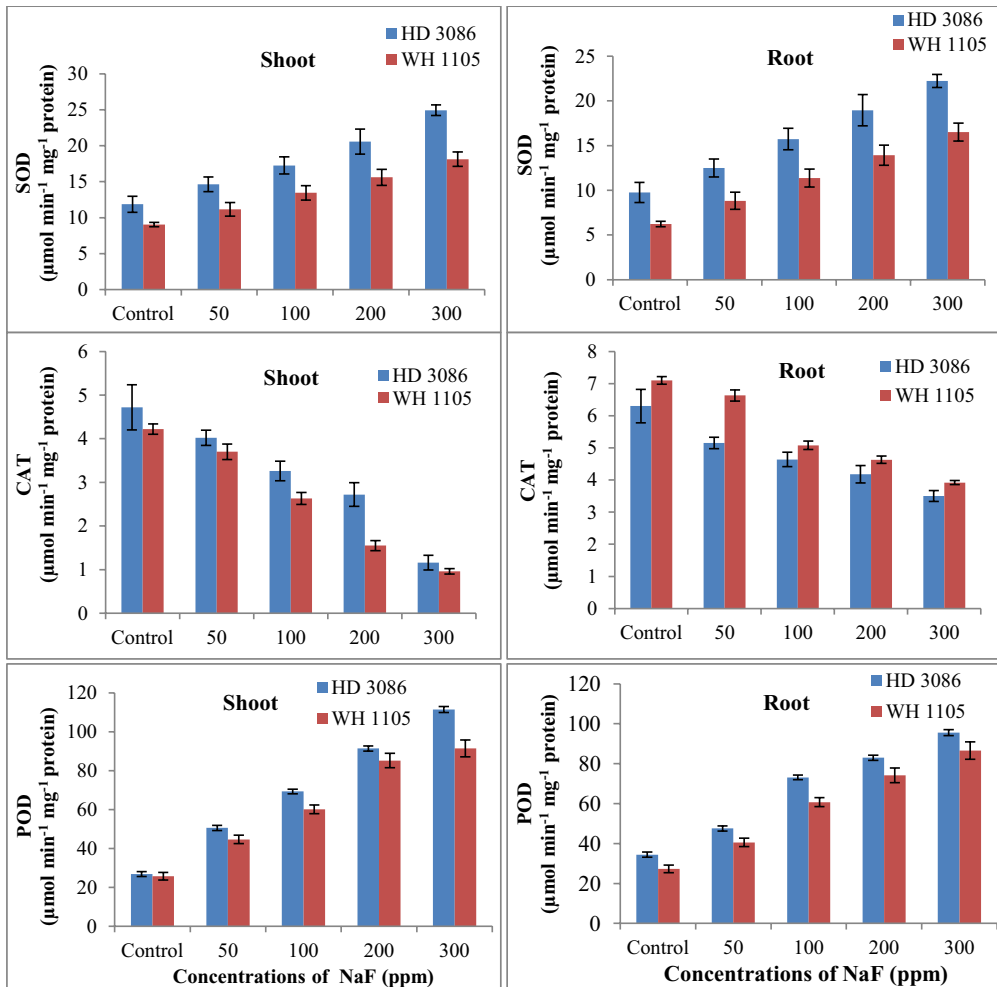 Shoot
HD 3086
WH 1105
SOD
(µmol min-1 mg-1 protein)
30
25
20
15
10
5
0
Control 50 100 200 300
Root
HD 3086
WH 1105
SOD
(µmol min-1 mg-1 protein)
25
20
15
10
5
0
Control 50 100 200 300
Shoot
HD 3086
WH 1105
CAT
(µmol min-1 mg-1 protein)
6
5
4
3
2
1
0
Control 50 100 200 300
Root
HD 3086
WH 1105
CAT
(µmol min-1 mg-1 protein)
8
7
6
5
4
3
2
1
0
Control 50 100 200 300
Shoot
HD 3086
WH 1105
POD
(µmol min-1 mg-1 protein)
120
100
80
60
40
20
0
Control 50 100 200 300
Concentrations of NaF (ppm)
Root
HD 3086
WH 1105
POD
(µmol min-1 mg-1 protein)
120
100
80
60
40
20
0
Control 50 100 200 300
Concentrations of NaF (ppm)